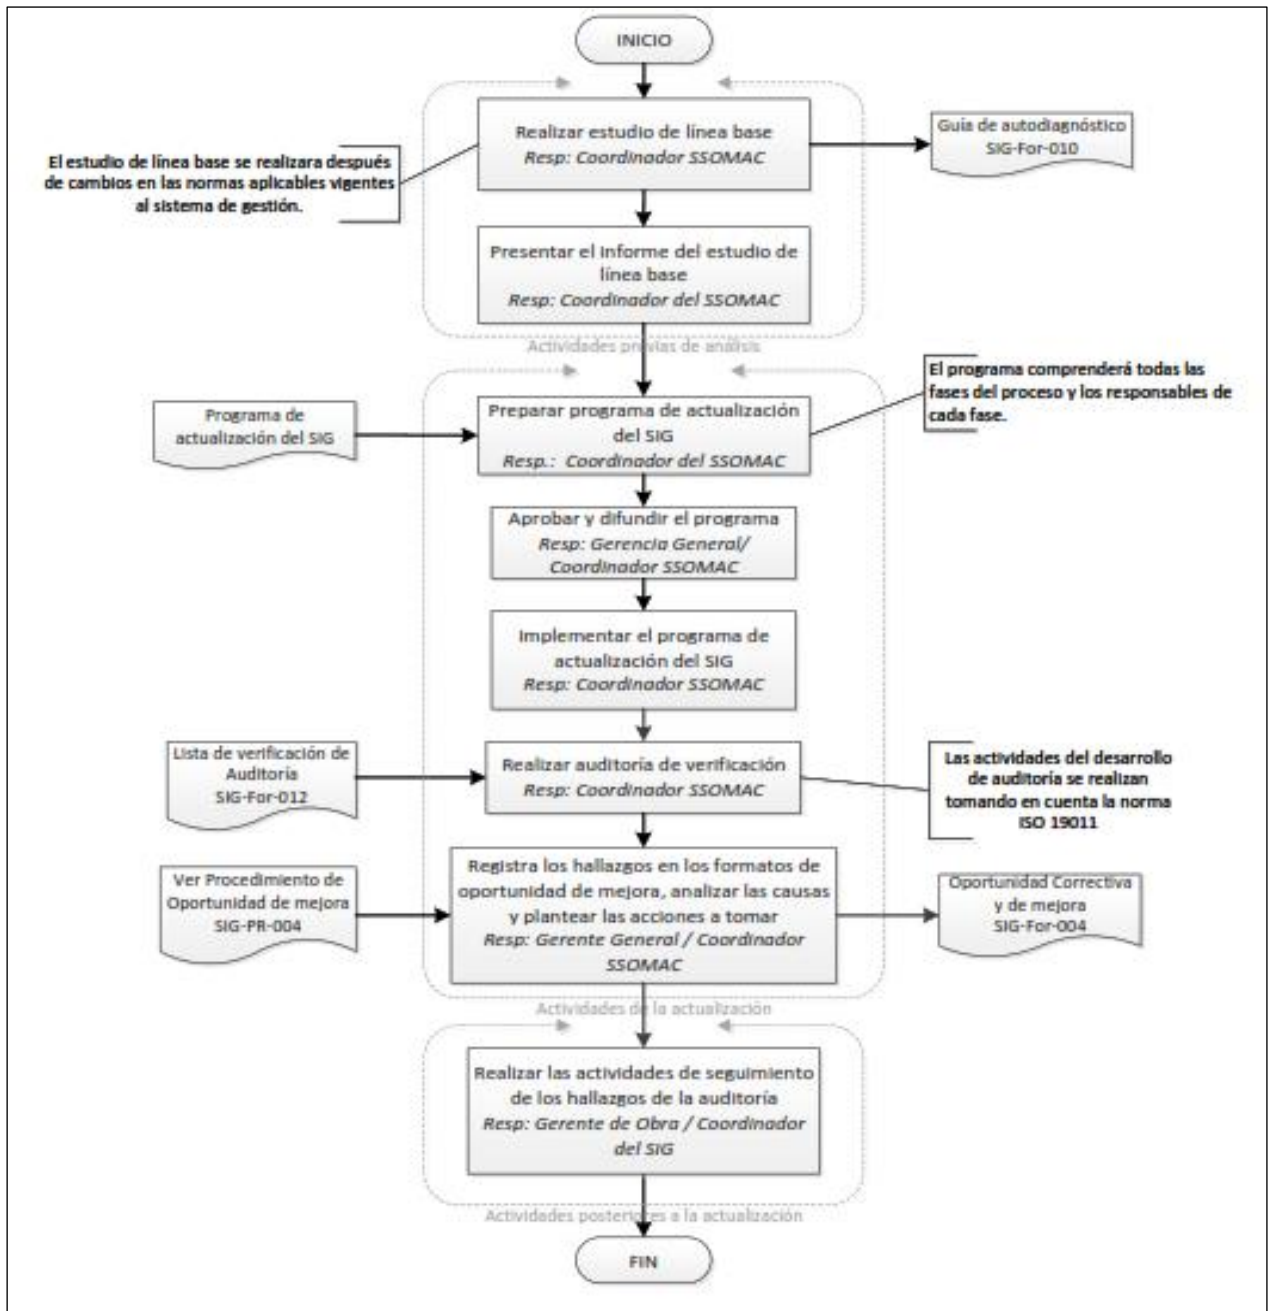 INICIO
Realizar estudio de línea base
Resp: Coordinador SSOMAC
Guía de autodiagnóstico
SIG-For-010
El estudio de línea base se realizara después
de cambios en las normas aplicables vigentes
al sistema de gestión.
Presentar el Informe del estudio de
línea base
Resp: Coordinador del SSOMAC
Actividades previas de análisis
El programa comprenderá todas las
fases del proceso y los responsables de
cada fase.
Programa de
actualización del SIG
Preparar programa de actualización
del SIG
Resp.: Coordinador del SSOMAC
Aprobar y difundir el programa
Resp: Gerencia General/
Coordinador SSOMAC
Implementar el programa de
actualización del SIG
Resp: Coordinador SSOMAC
Lista de verificación de
Auditoría
SIG-For-012
Realizar auditoría de verificación
Resp: Coordinador SSOMAC
Las actividades del desarrollo
de auditoría se realizan
tomando en cuenta la norma
ISO 19011
Ver Procedimiento de
Oportunidad de mejora
SIG-PR-004
Registra los hallazgos en los formatos de
oportunidad de mejora, analizar las causas
y plantear las acciones a tomar
Resp: Gerente General / Coordinador
SSOMAC
Oportunidad Correctiva
y de mejora
SIG-For-004
Actividades de la actualización
Realizar las actividades de seguimiento
de los hallazgos de la auditoría
Resp: Gerente de Obra / Coordinador
del SIG
Actividades posteriores a la actualización
FIN